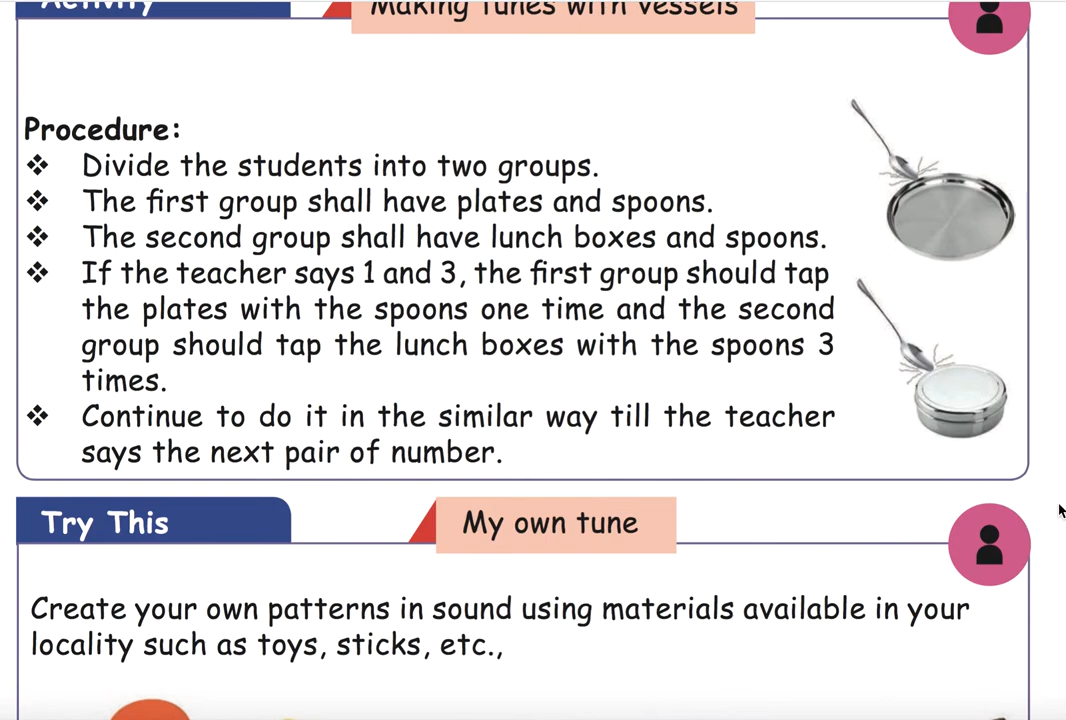 Activity
Making Tunes with Vessels
Procedure:
❖ Divide the students into two groups.
❖ The first group shall have plates and spoons.
❖ The second group shall have lunch boxes and spoons.
❖ If the teacher says 1 and 3, the first group should tap
the plates with the spoons one time and the second
group should tap the lunch boxes with the spoons 3
times.
❖ Continue to do it in the similar way till the teacher
says the next pair of number.
Try This
My own tune
Create your own patterns in sound using materials available in your
locality such as toys, sticks, etc.,